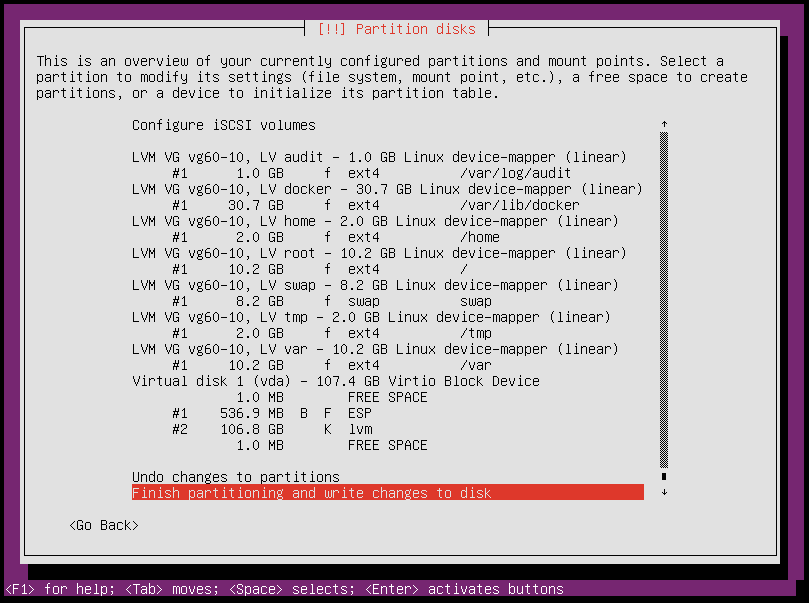 [!!] Partition disks
This is an overview of your currently configured partitions and mount points. Select a
partition to modify its settings (file system, mount point, etc.), a free space to create
partitions, or a device to initialize its partition table.
Configure iSCSI volumes
LVM VG vg60-10, LV audit - 1.0 GB Linux device-mapper (linear)
#1 1.0 GB f ext4 /var/log/audit
LVM VG vg60-10, LV docker - 30.7 GB Linux device-mapper (linear)
#1 30.7 GB f ext4 /var/lib/docker
LVM VG vg60-10, LV home - 2.0 GB Linux device-mapper (linear)
#1 2.0 GB f ext4 /home
LVM VG vg60-10, LV root - 10.2 GB Linux device-mapper (linear)
#1 10.2 GB f ext4 /
LVM VG vg60-10, LV swap - 8.2 GB Linux device-mapper (linear)
#1 8.2 GB f swap swap
LVM VG vg60-10, LV tmp - 2.0 GB Linux device-mapper (linear)
#1 2.0 GB f ext4 /tmp
LVM VG vg60-10, LV var - 10.2 GB Linux device-mapper (linear)
#1 10.2 GB f ext4 /var
Virtual disk 1 (vda) - 107.4 GB Virtio Block Device
1.0 MB FREE SPACE
#1 536.9 MB B F ESP
#2 106.8 GB K lvm
1.0 MB FREE SPACE
Undo changes to partitions
Finish partitioning and write changes to disk
<Go Back>
<F1> for help; <Tab> moves; <Space> selects; <Enter> activates buttons